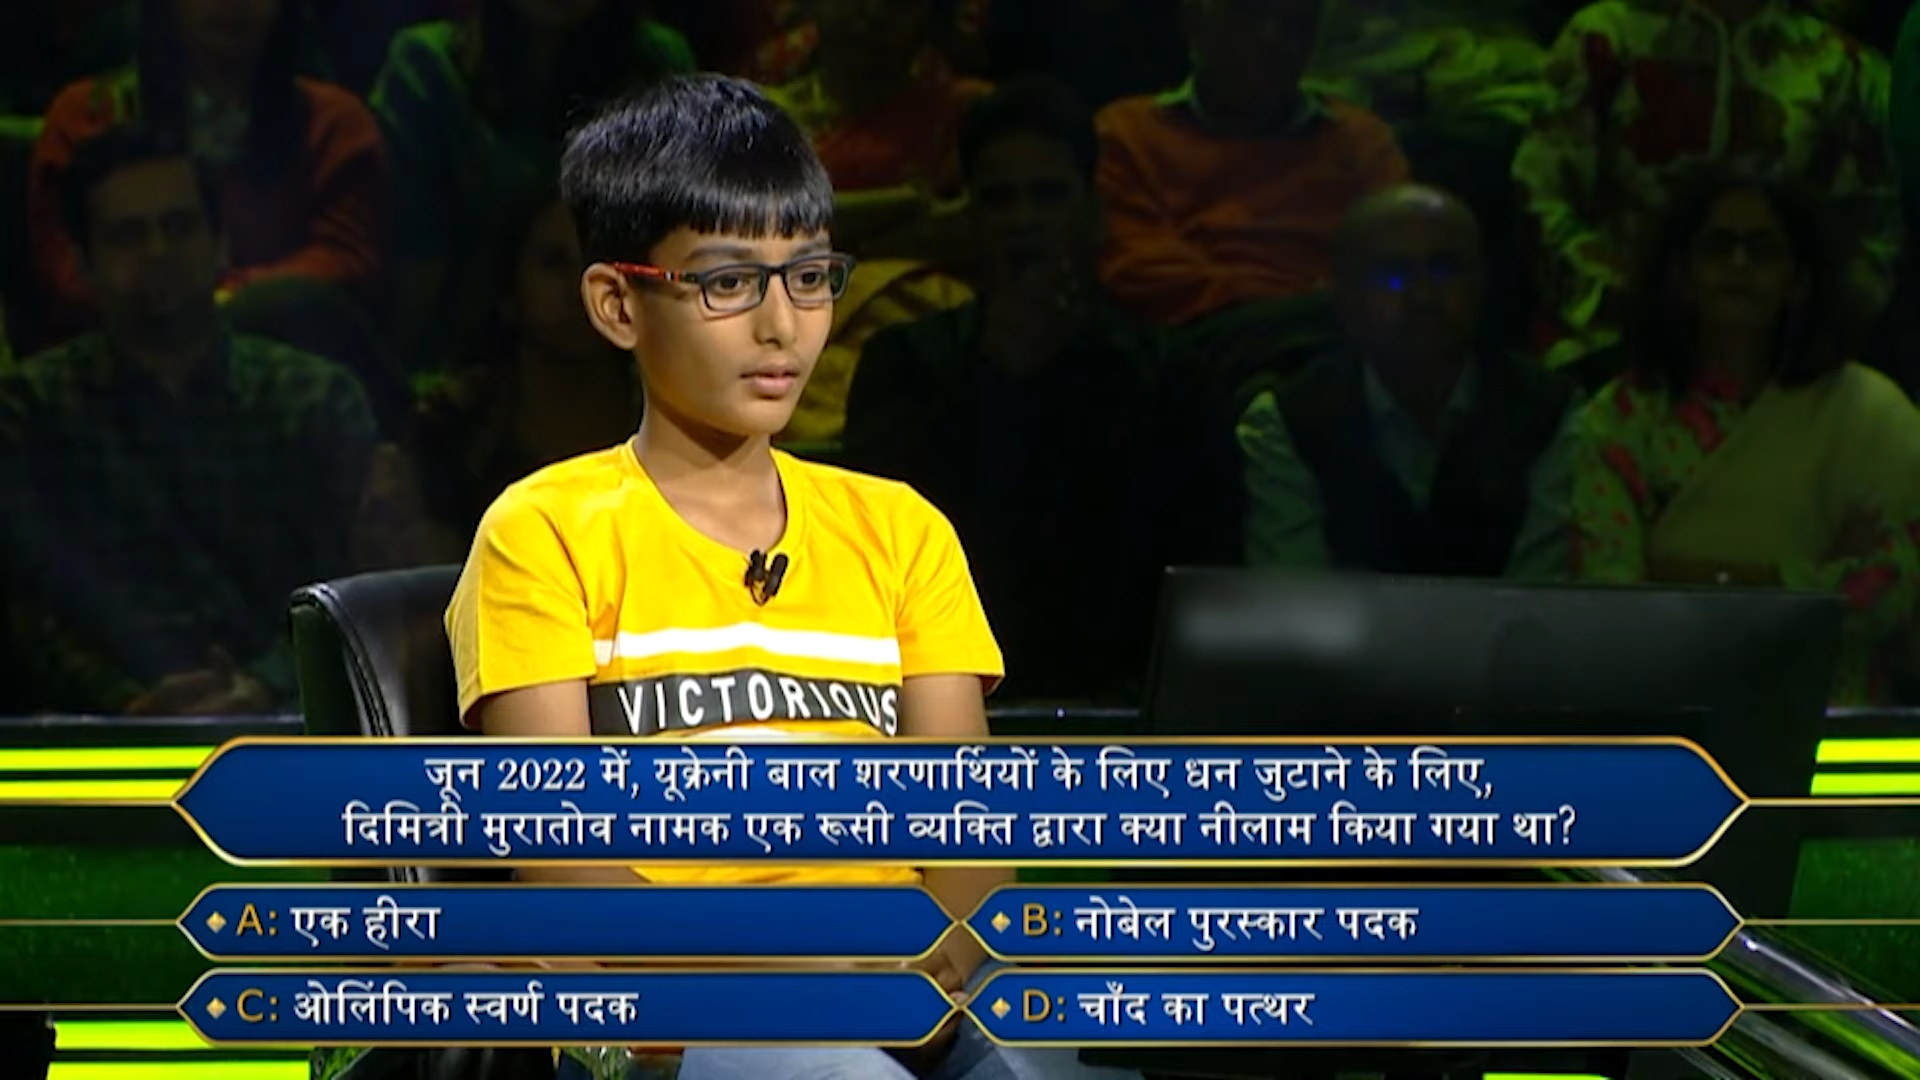 VICTORIOUS
जून 2022 में, यूक्रेनी बाल शरणार्थियों के लिए धन जुटाने के लिए,
दिमित्री मुरातोव नामक एक रूसी व्यक्ति द्वारा क्या नीलाम किया गया था?
A: एक हीरा
B: नोबेल पुरस्कार पदक
C: ओलिंपिक स्वर्ण पदक
D: चाँद का पत्थर